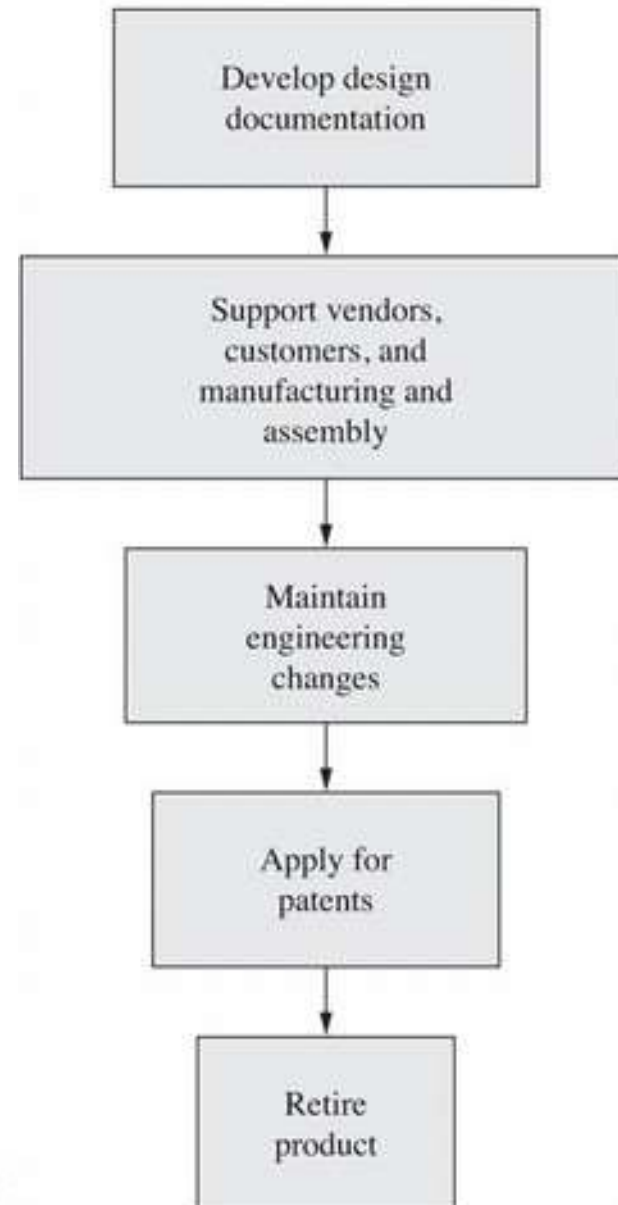 Develop design
documentation
Support vendors,
customers, and
manufacturing and
assembly
Maintain
engineering
changes
Apply for
patents
Retire
product